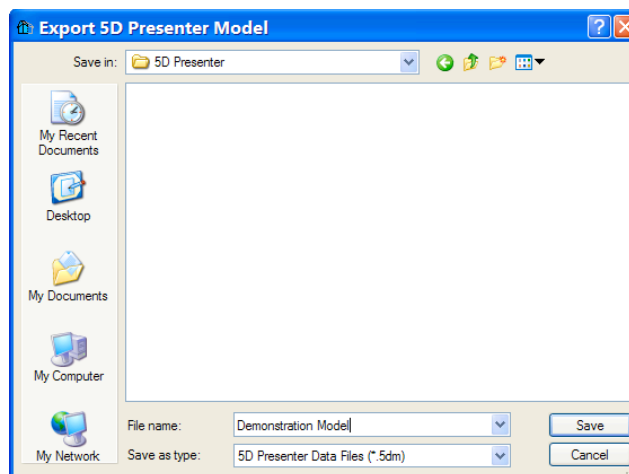 Export 5D Presenter Model
Save in: 5D Presenter
My Recent
Documents
Desktop
My Documents
My Computer
My Network
File name: Demonstration Model
Save as type: 5D Presenter Data Files (*.5dm)
Save
Cancel